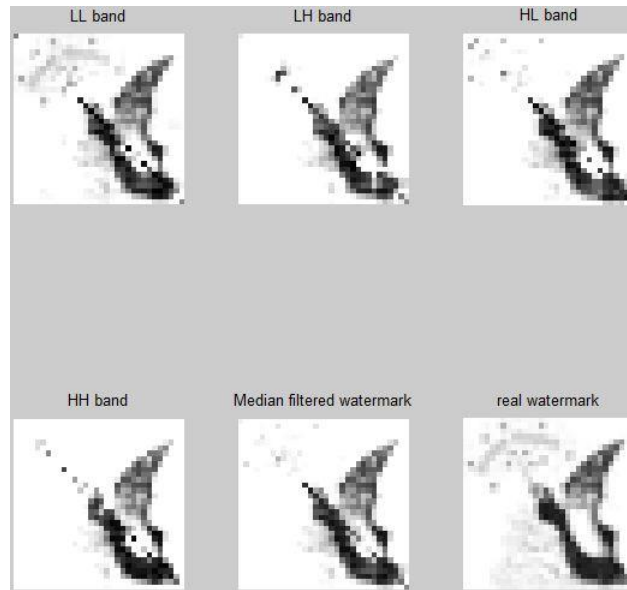 LL band
LH band
HL band
HH band
Median filtered watermark
real watermark